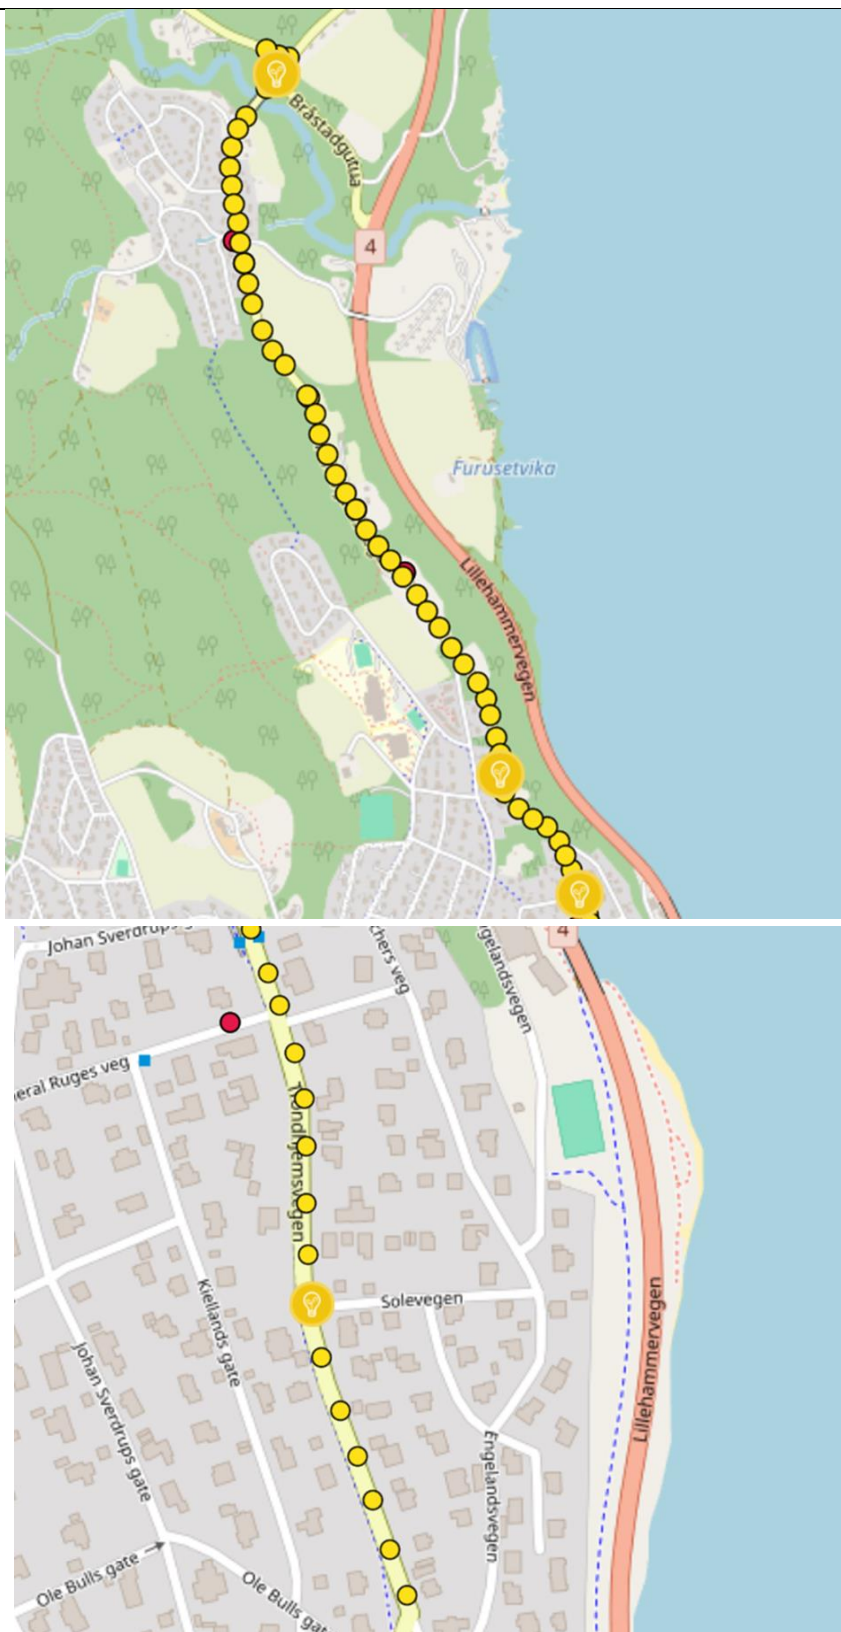 Bråstadgutua
4
Furusetvika
Lillehammervegen
4
Johan Sverdrups g
chers veg
gelandsvegen
eral Ruges veg
Trondhjemsvegen
Solevegen
Kiellands gate
Lillehammervegen
Johan Sverdrups gate
Engelandsvegen
Ole Bulls gate
Ole Bulls gat